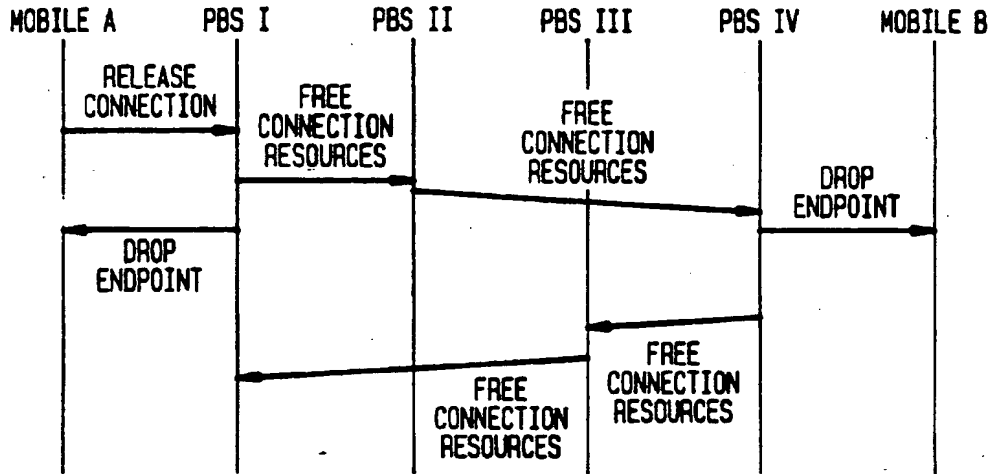 MOBILE A PBS I PBS II PBS III PBS IV MOBILE B
RELEASE
CONNECTION
FREE
CONNECTION
RESOURCES
FREE
CONNECTION
RESOURCES
DROP
ENDPOINT
DROP
ENDPOINT
FREE
CONNECTION
RESOURCES
FREE
CONNECTION
RESOURCES